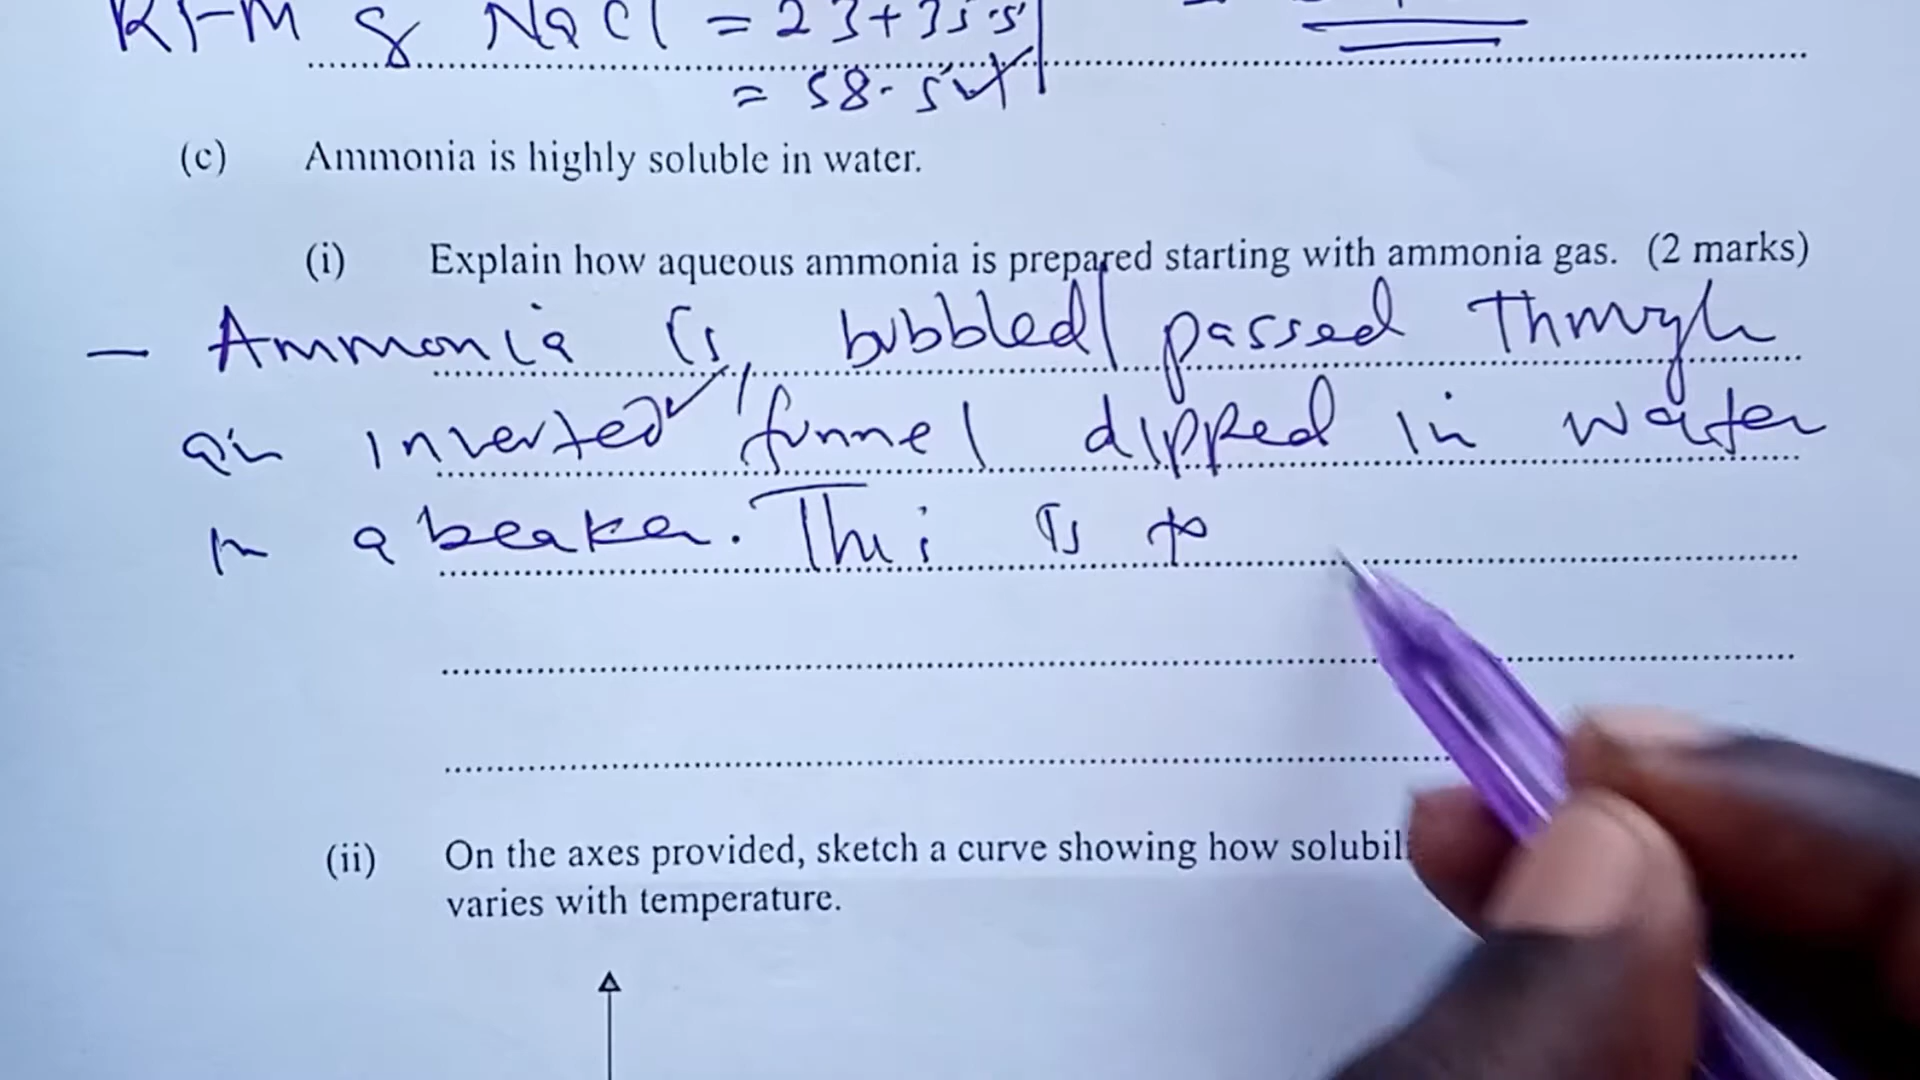 RFM of NaCl = 23+35.5
= 58.5
(c) Ammonia is highly soluble in water.
(i) Explain how aqueous ammonia is prepared starting with ammonia gas. (2 marks)
- Ammonia is bubbled/ passed through
an inverted funnel dipped in water
in a beaker. This is to
(ii) On the axes provided, sketch a curve showing how solubil
varies with temperature.